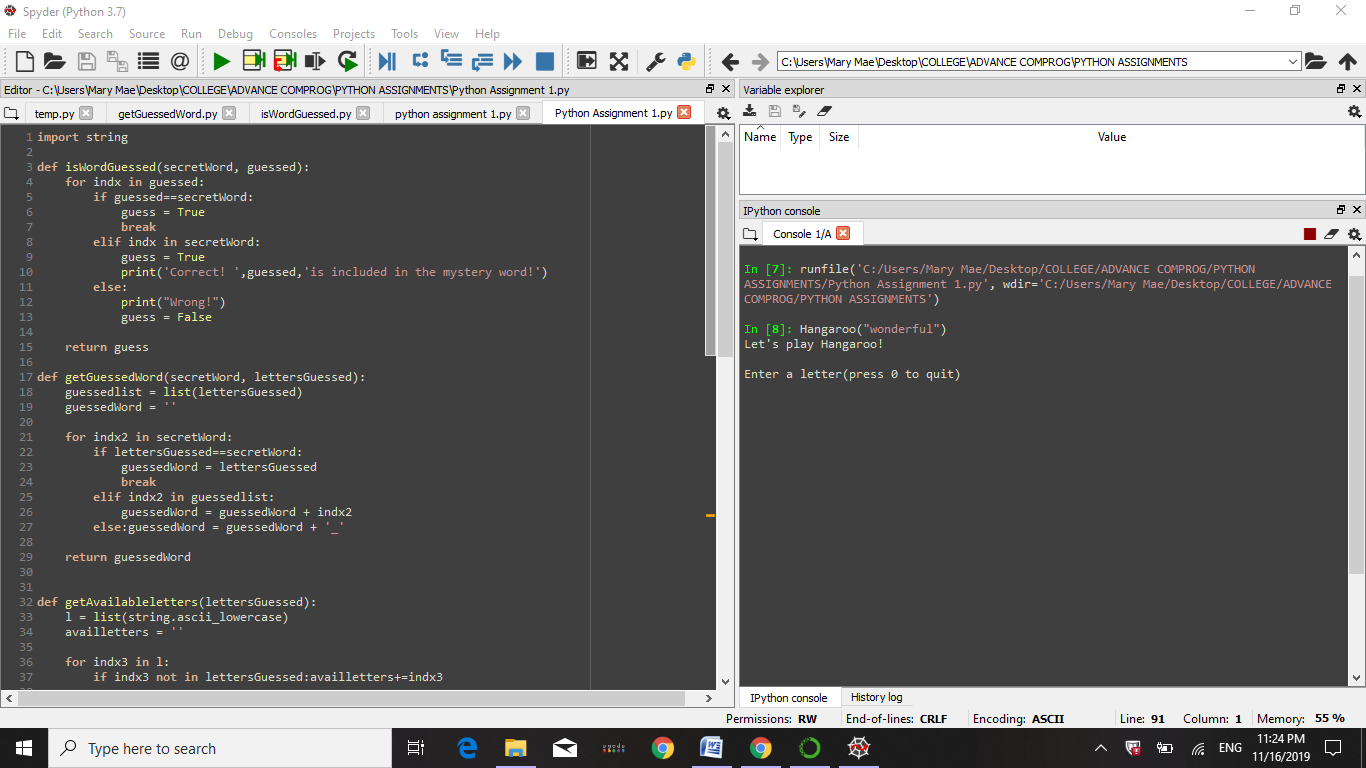 Spyder (Python 3.7)
File Edit Search Source Run Debug Consoles Projects Tools View Help
C:\Users\Mary Mae\Desktop\COLLEGE\ADVANCE COMPROG\PYTHON ASSIGNMENTS
Editor - C:\Users\Mary Mae\Desktop\COLLEGE\ADVANCE COMPROG\PYTHON ASSIGNMENTS\Python Assignment 1.py
temp.py getGuessedWord.py isWordGuessed.py python assignment 1.py Python Assignment 1.py
1 import string
2
3 def isWordGuessed(secretWord, guessed):
4     for indx in guessed:
5         if guessed==secretWord:
6             guess = True
7             break
8         elif indx in secretWord:
9             guess = True
10             print('Correct! ',guessed,'is included in the mystery word!')
11         else:
12             print("Wrong!")
13             guess = False
14
15     return guess
16
17 def getGuessedWord(secretWord, lettersGuessed):
18     guessedlist = list(lettersGuessed)
19     guessedWord = ''
20
21     for indx2 in secretWord:
22         if lettersGuessed==secretWord:
23             guessedWord = lettersGuessed
24             break
25         elif indx2 in guessedlist:
26             guessedWord = guessedWord + indx2
27         else:guessedWord = guessedWord + '_'
28
29     return guessedWord
30
31
32 def getAvailableletters(lettersGuessed):
33     l = list(string.ascii_lowercase)
34     availletters = ''
35
36     for indx3 in l:
37         if indx3 not in lettersGuessed:availletters+=indx3
Variable explorer
Name Type Size Value
IPython console
Console 1/A
In [7]: runfile('C:/Users/Mary Mae/Desktop/COLLEGE/ADVANCE COMPROG/PYTHON
ASSIGNMENTS/Python Assignment 1.py', wdir='C:/Users/Mary Mae/Desktop/COLLEGE/ADVANCE
COMPROG/PYTHON ASSIGNMENTS')
In [8]: Hangaroo("wonderful")
Let's play Hangaroo!
Enter a letter(press 0 to quit)
IPython console History log
Permissions: RW End-of-lines: CRLF Encoding: ASCII Line: 91 Column: 1 Memory: 55 %
Type here to search
ENG
11:24 PM
11/16/2019